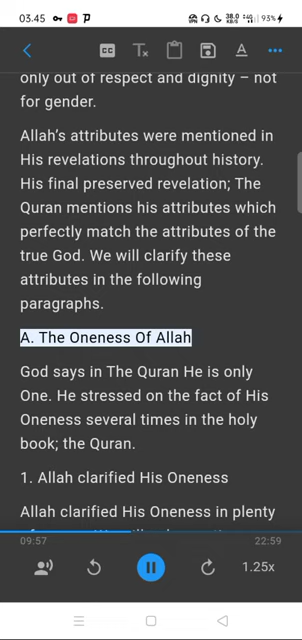 03.45
38.0
93%
CC
A
only out of respect and dignity – not
for gender.
Allah's attributes were mentioned in
His revelations throughout history.
His final preserved revelation; The
Quran mentions his attributes which
perfectly match the attributes of the
true God. We will clarify these
attributes in the following
paragraphs.
A. The Oneness Of Allah
God says in The Quran He is only
One. He stressed on the fact of His
Oneness several times in the holy
book; the Quran.
1. Allah clarified His Oneness
Allah clarified His Oneness in plenty
09:57
22:59
1.25x